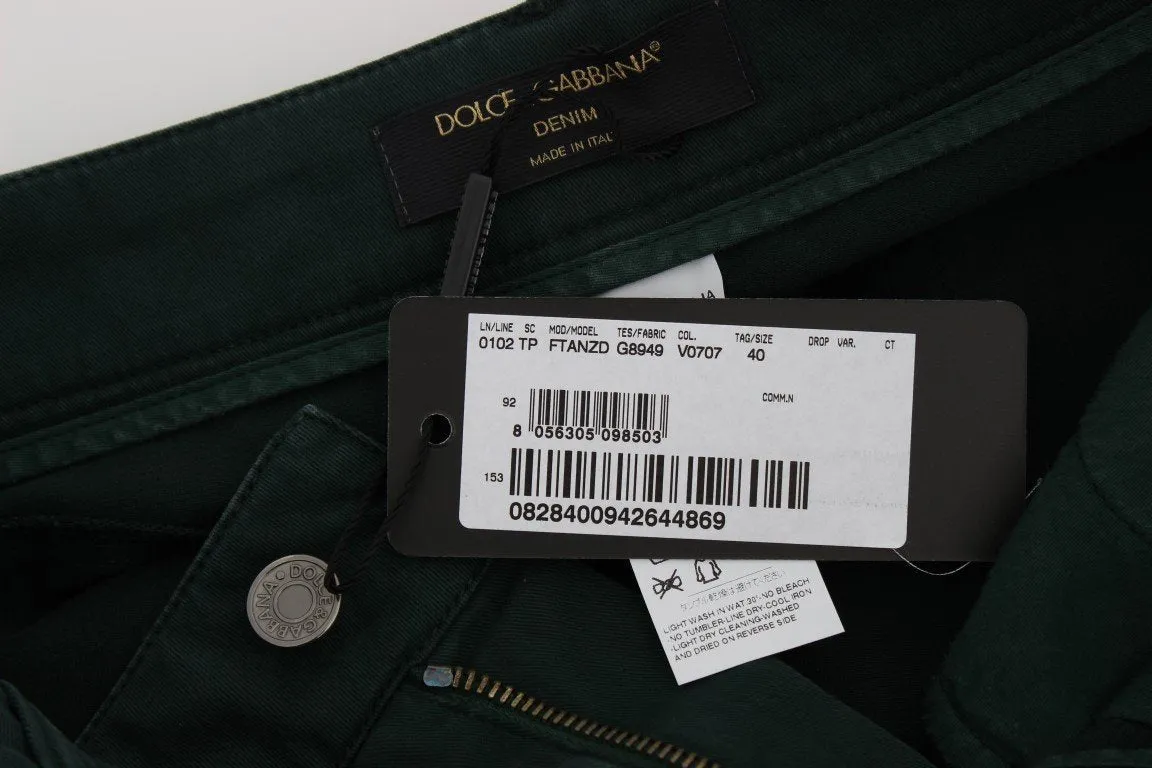 DOLCE GABBANA®
DENIM
MADE IN ITAL
LN/LINE SC MOD/MODEL TES/FABRIC COL. TAG/SIZE DROP VAR. CT
0102 TP FTANZD G8949 V0707 40
COMM.N
92
8 056305 098503
153
0828400942644869
DOLCE&GABBANA
LIGHT WASH IN WAT 30°-NO BLEACH
-NO TUMBLER-LINE DRY-COOL IRON
-LIGHT DRY CLEANING-WASHED
AND DRIED ON REVERSE SIDE